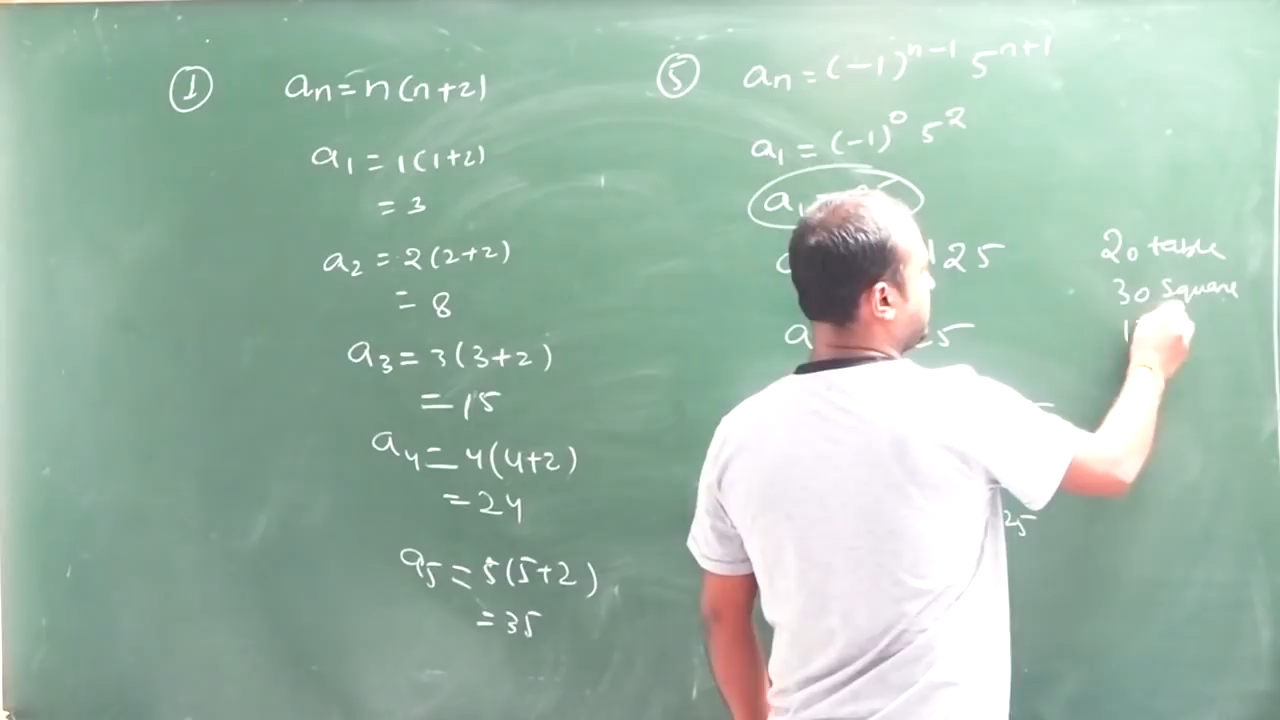 ① aₙ = n(n+2)
a₁ = 1(1+2)
= 3
a₂ = 2(2+2)
= 8
a₃ = 3(3+2)
= 15
a₄ = 4(4+2)
= 24
a₅ = 5(5+2)
= 35
⑤ aₙ = (-1)ⁿ⁻¹ 5ⁿ⁺¹
a₁ = (-1)⁰ 5²
a₁
125
a 25
25
20 table
30 square